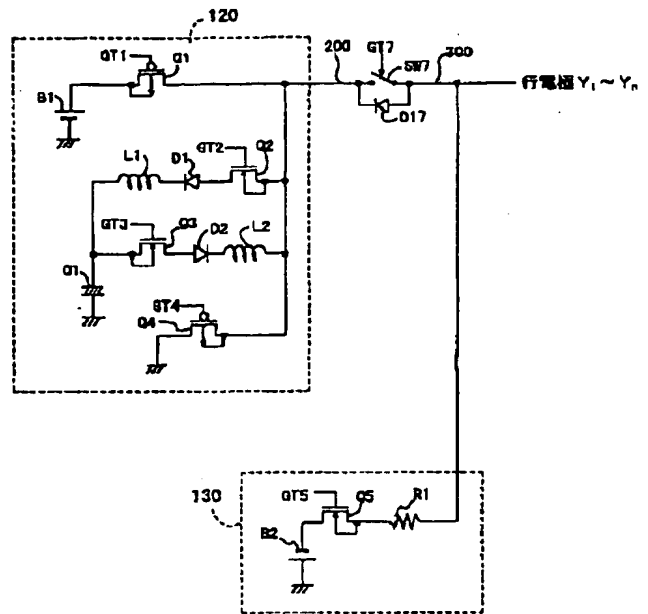 120
GT1
Q1
B1
200
GT7
SW7
300
行電極 Y₁~Yₙ
D17
L1
D1
GT2
Q2
GT3
Q3
D2
L2
Q1
GT4
Q4
130
GT5
Q5
R1
B2